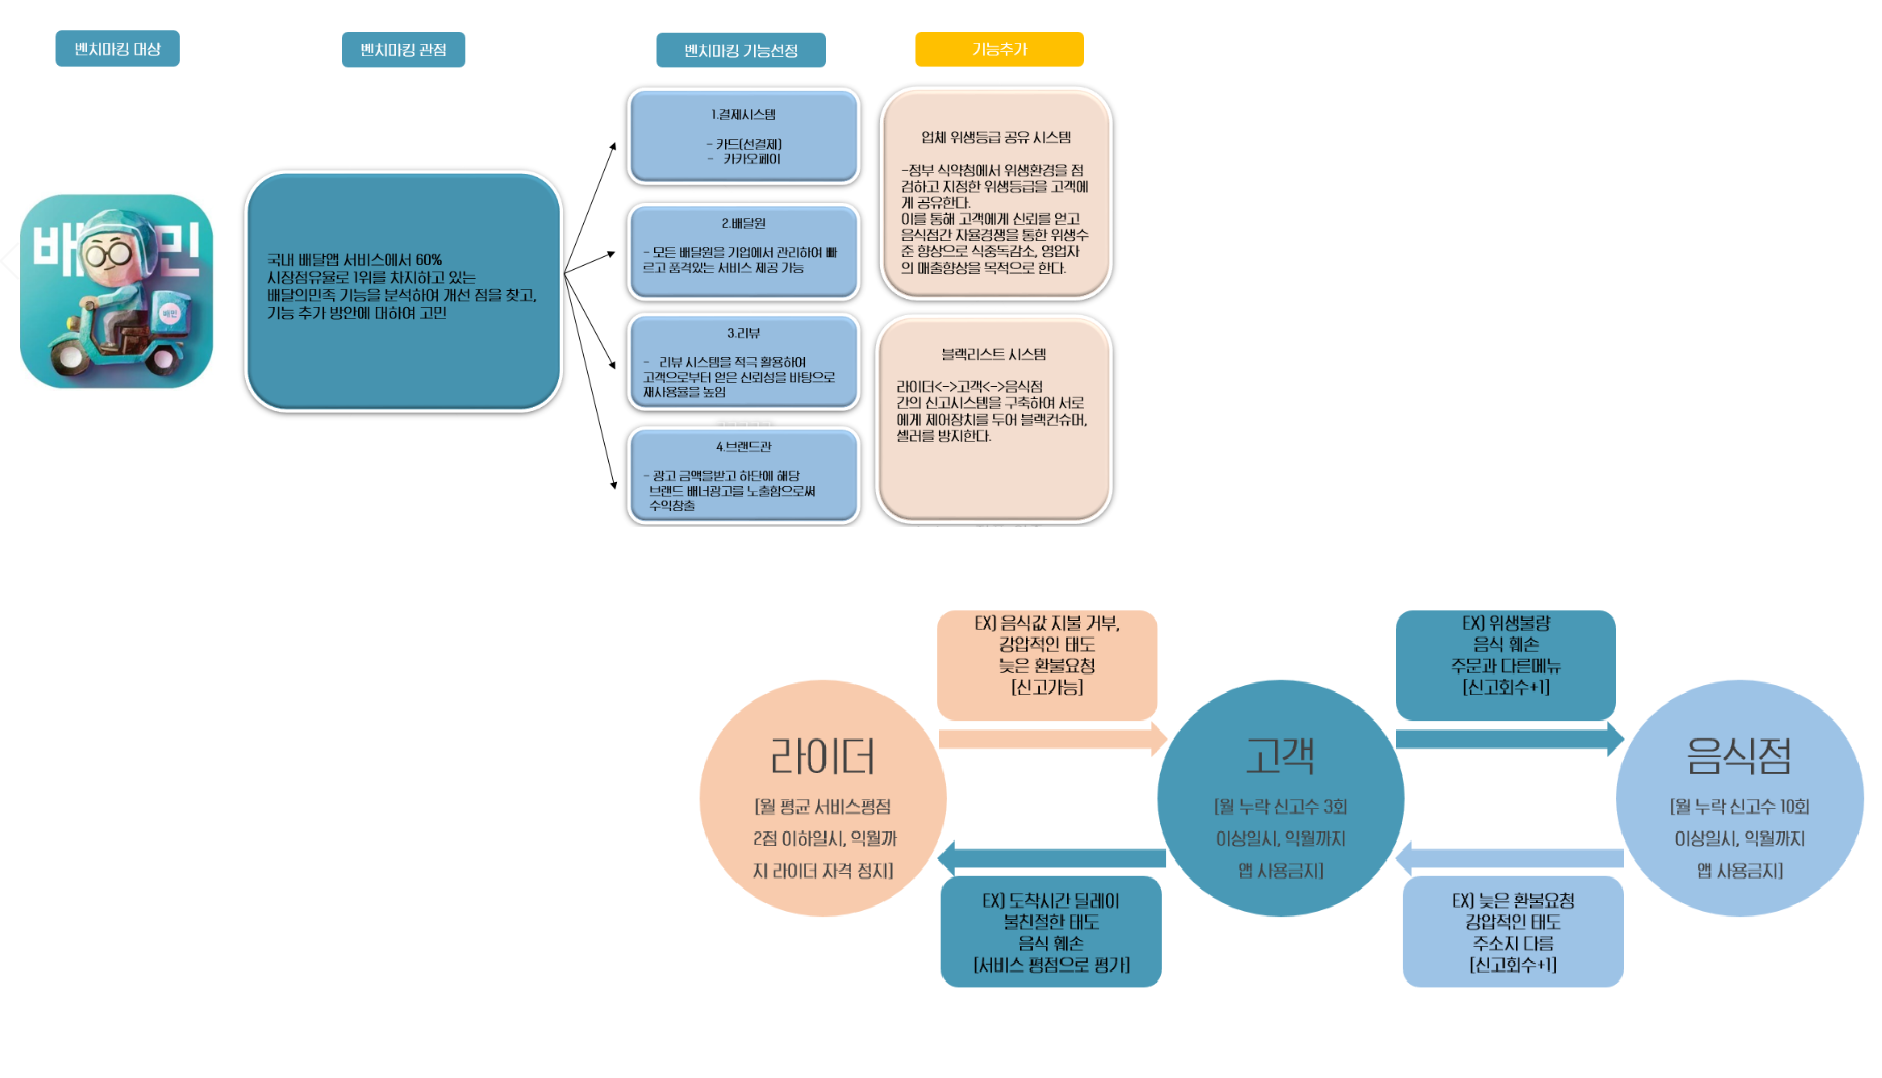 벤치마킹 대상
벤치마킹 관점
벤치마킹 기능선정
기능추가
배민
배민
국내 배달앱 서비스에서 60%
시장점유율로 1위를 차지하고 있는
배달의민족 기능을 분석하여 개선 점을 찾고,
기능 추가 방안에 대하여 고민
1.결제시스템
- 카드(선결제)
- 카카오페이
2.배달원
- 모든 배달원을 기업에서 관리하여 빠
르고 품격있는 서비스 제공 가능
3.리뷰
- 리뷰 시스템을 적극 활용하여
고객으로부터 얻은 신뢰성을 바탕으로
재사용율을 높임
4.브랜드관
- 광고 금액을받고 하단에 해당
브랜드 배너광고를 노출함으로써
수익창출
업체 위생등급 공유 시스템
-정부 식약청에서 위생환경을 점
검하고 지정한 위생등급을 고객에
게 공유한다.
이를 통해 고객에게 신뢰를 얻고
음식점간 자율경쟁을 통한 위생수
준 향상으로 식중독감소, 영업자
의 매출향상을 목적으로 한다.
블랙리스트 시스템
라이더<->고객<->음식점
간의 신고시스템을 구축하여 서로
에게 제어장치를 두어 블랙컨슈머,
셀러를 방지한다.
EX) 음식값 지불 거부,
강압적인 태도
늦은 환불요청
[신고가능]
EX) 위생불량
음식 훼손
주문과 다른메뉴
[신고회수+1]
라이더
[월 평균 서비스평점
2점 이하일시, 익월까
지 라이더 자격 정지]
고객
[월 누락 신고수 3회
이상일시, 익월까지
앱 사용금지]
음식점
[월 누락 신고수 10회
이상일시, 익월까지
앱 사용금지]
EX) 도착시간 딜레이
불친절한 태도
음식 훼손
[서비스 평점으로 평가]
EX) 늦은 환불요청
강압적인 태도
주소지 다름
[신고회수+1]